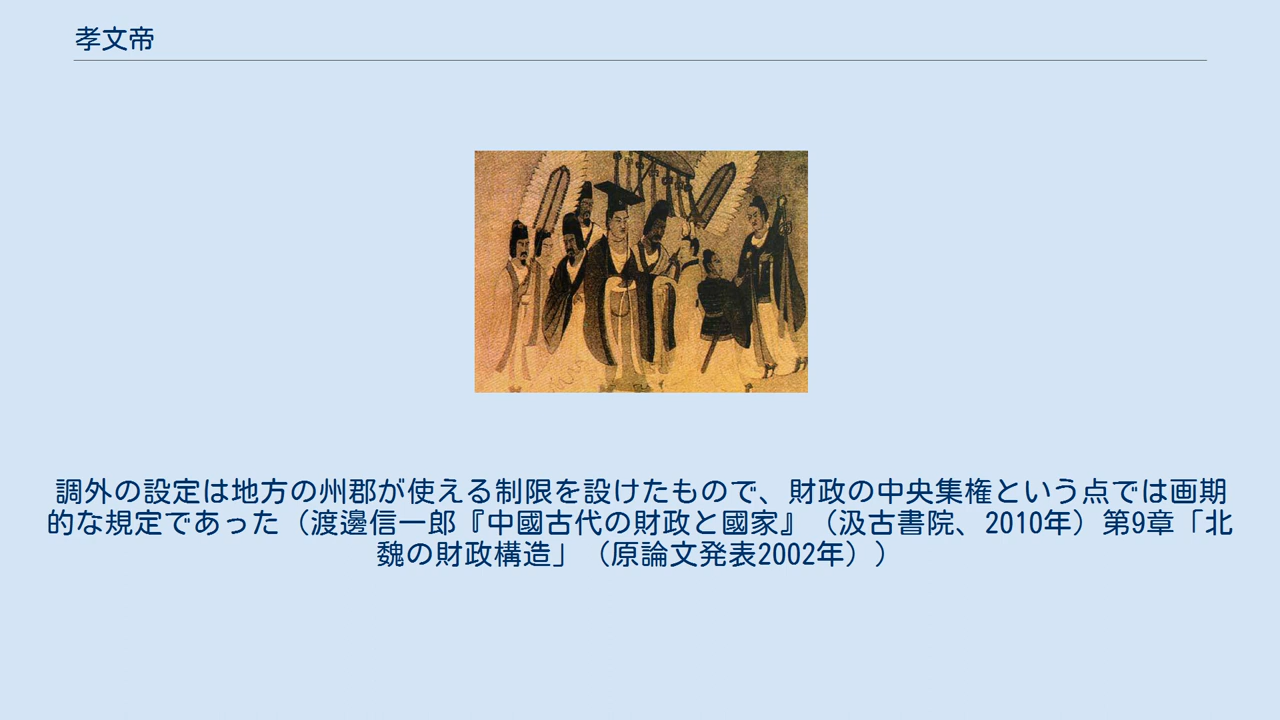 孝文帝
調外の設定は地方の州郡が使える制限を設けたもので、財政の中央集権という点では画期
的な規定であった（渡邊信一郎『中國古代の財政と國家』（汲古書院、2010年）第9章「北
魏の財政構造」（原論文発表2002年））